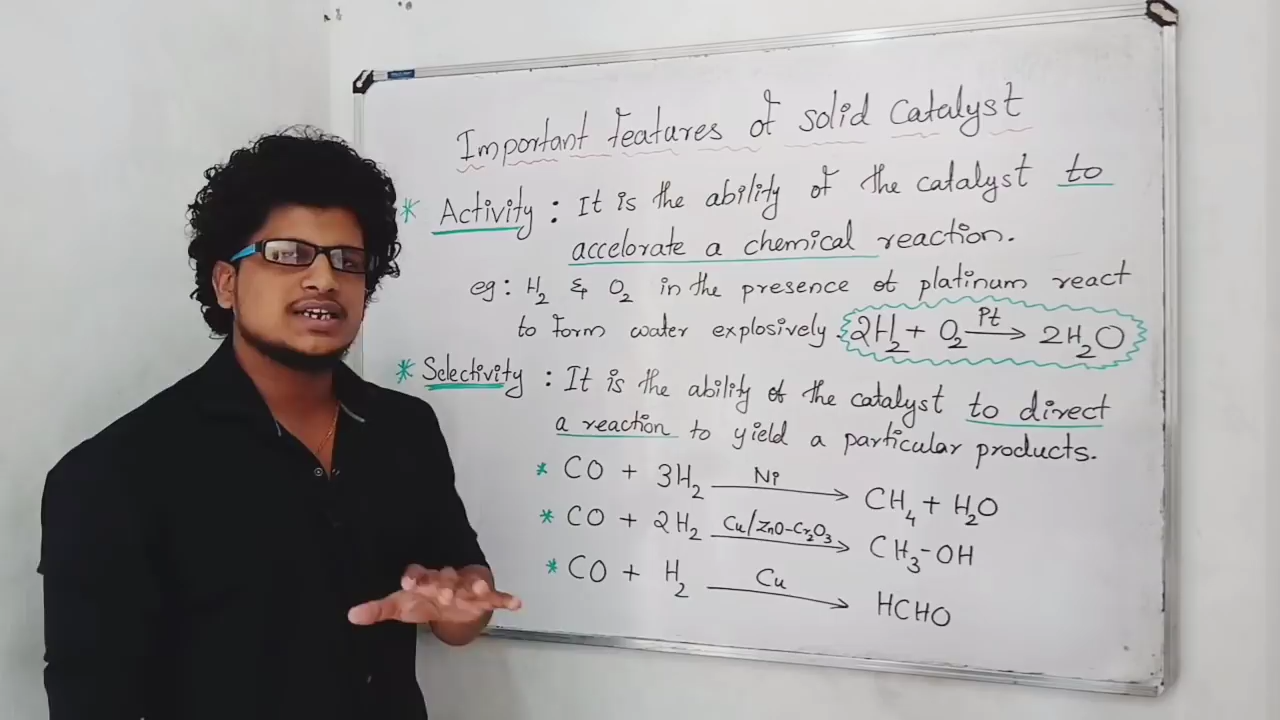 Important features of solid Catalyst
* Activity : It is the ability of the catalyst to
accelorate a chemical reaction.
eg : H₂ & O₂ in the presence of platinum react
to form water explosively. 2H₂ + O₂ Pt→ 2H₂O
* Selectivity : It is the ability of the catalyst to direct
a reaction to yield a particular products.
* CO + 3H₂ Ni→ CH₄ + H₂O
* CO + 2H₂ Cu/ZnO-Cr₂O₃→ CH₃-OH
* CO + H₂ Cu→ HCHO